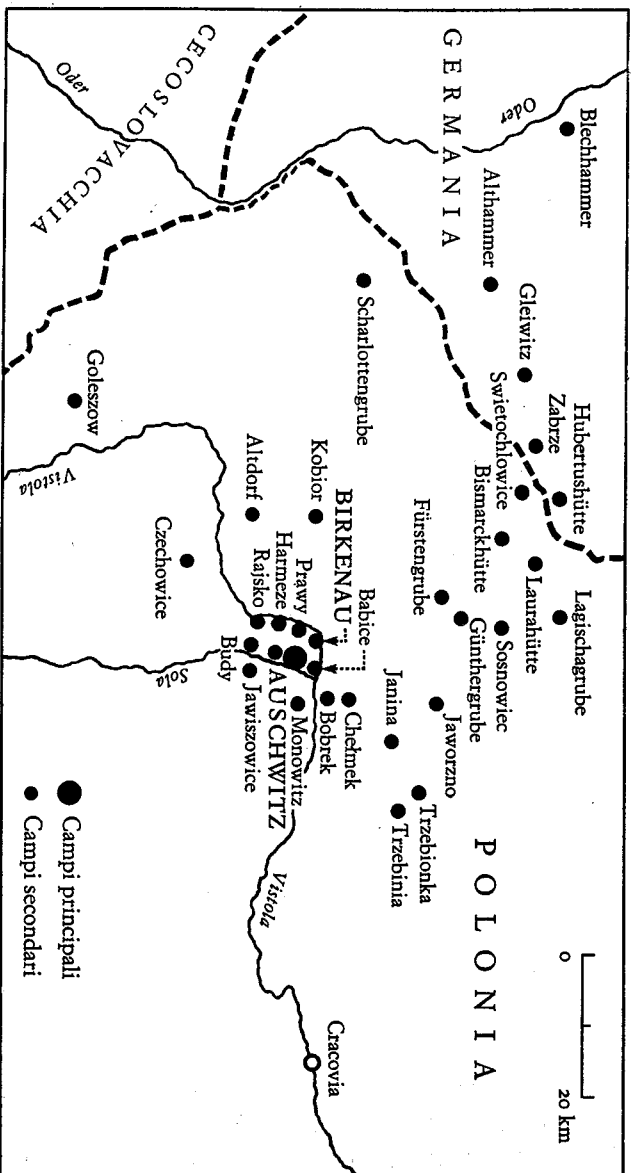 Blechhammer
Hubertushütte
Lagischagrube
0 20 km
Zabrze
Laurahütte
Gleiwitz
Oder
Swietochlowice
Sosnowiec
Althammer
POLONIA
Bismarckhütte
Günthergrube
GERMANIA
Jaworzno
Fürstengrube
Trzebionka
Trzebinia
Janina
Babice
Scharlottengrube
Chełmek
BIRKENAU
Cracovia
Bobrek
Kobior
Prąwy
Monowitz
Harmeze
AUSCHWITZ
Vistola
Rajsko
Altdorf
Jawiszowice
Budy
Sola
Czechowice
CECOSLOVACCHIA
Goleszow
Oder
Campi principali
Vistola
Campi secondari